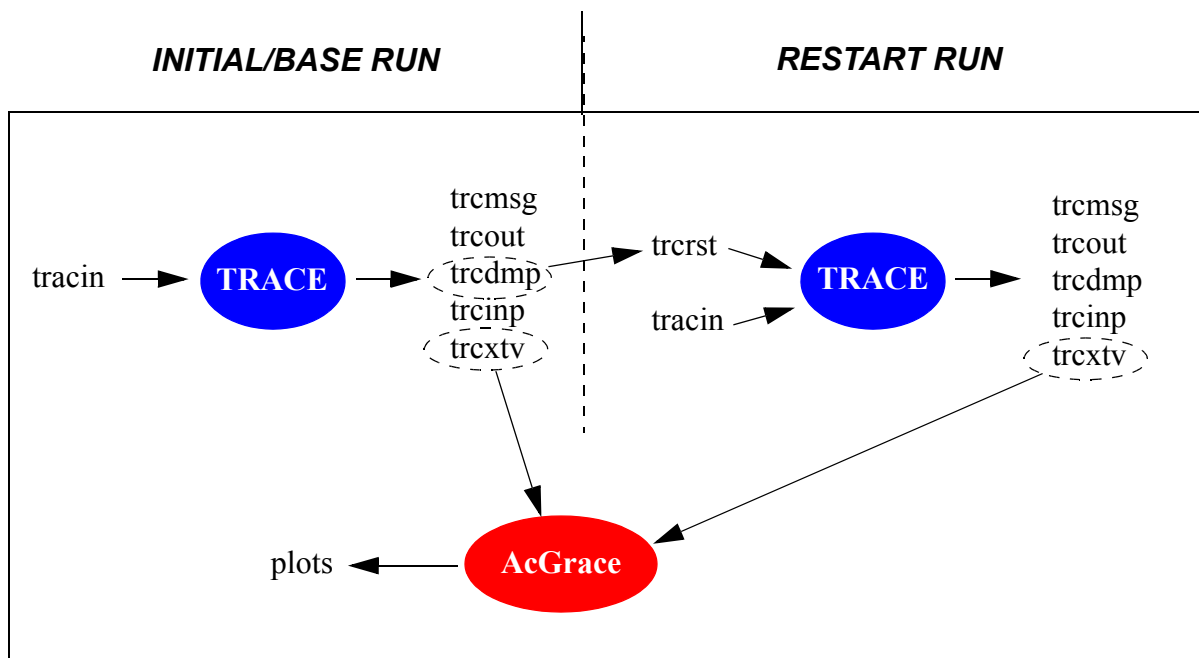 INITIAL/BASE RUN
RESTART RUN
tracin
TRACE
trcmsg
trcout
trcdmp
trcinp
trcxtv
trcrst
tracin
TRACE
trcmsg
trcout
trcdmp
trcinp
trcxtv
plots
AcGrace